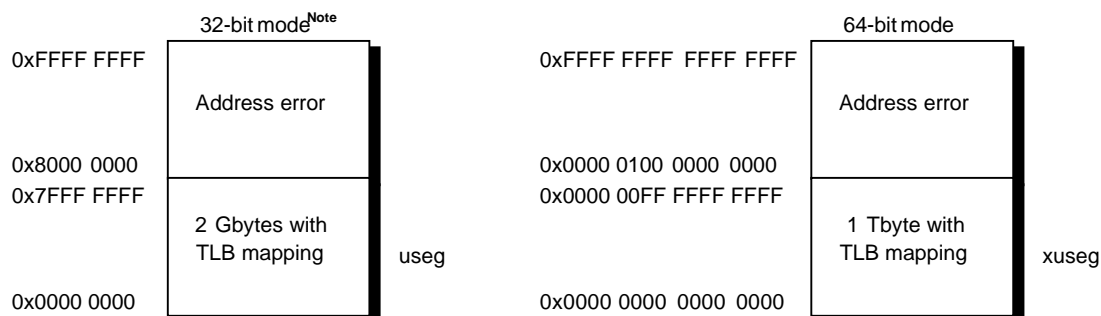 32-bit mode Note
0xFFFF FFFF
Address error
0x8000 0000
0x7FFF FFFF
2 Gbytes with
TLB mapping
useg
0x0000 0000
64-bit mode
0xFFFF FFFF FFFF FFFF
Address error
0x0000 0100 0000 0000
0x0000 00FF FFFF FFFF
1 Tbyte with
TLB mapping
xuseg
0x0000 0000 0000 0000